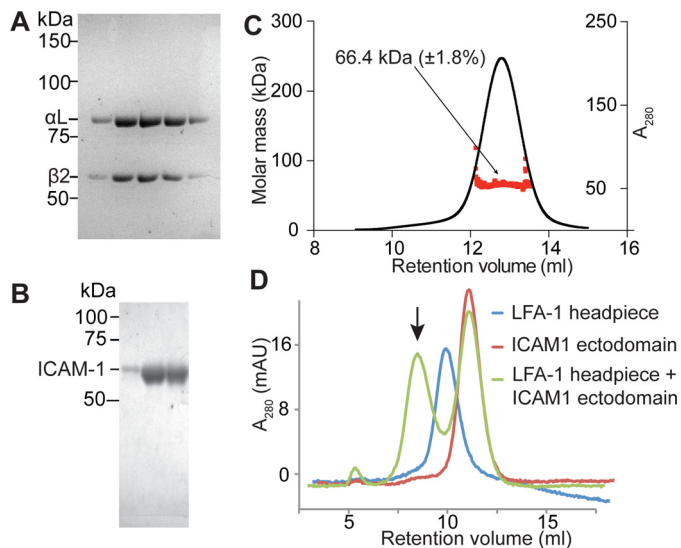 A
kDa
150
100
αL
75
β2
50
B
kDa
100
75
ICAM-1
50
C
66.4 kDa (±1.8%)
Molar mass (kDa)
300
200
100
0
8
10
12
14
16
Retention volume (ml)
250
150
50
A280
D
LFA-1 headpiece
ICAM1 ectodomain
LFA-1 headpiece +
ICAM1 ectodomain
A280 (mAU)
16
8
0
5
10
15
Retention volume (ml)